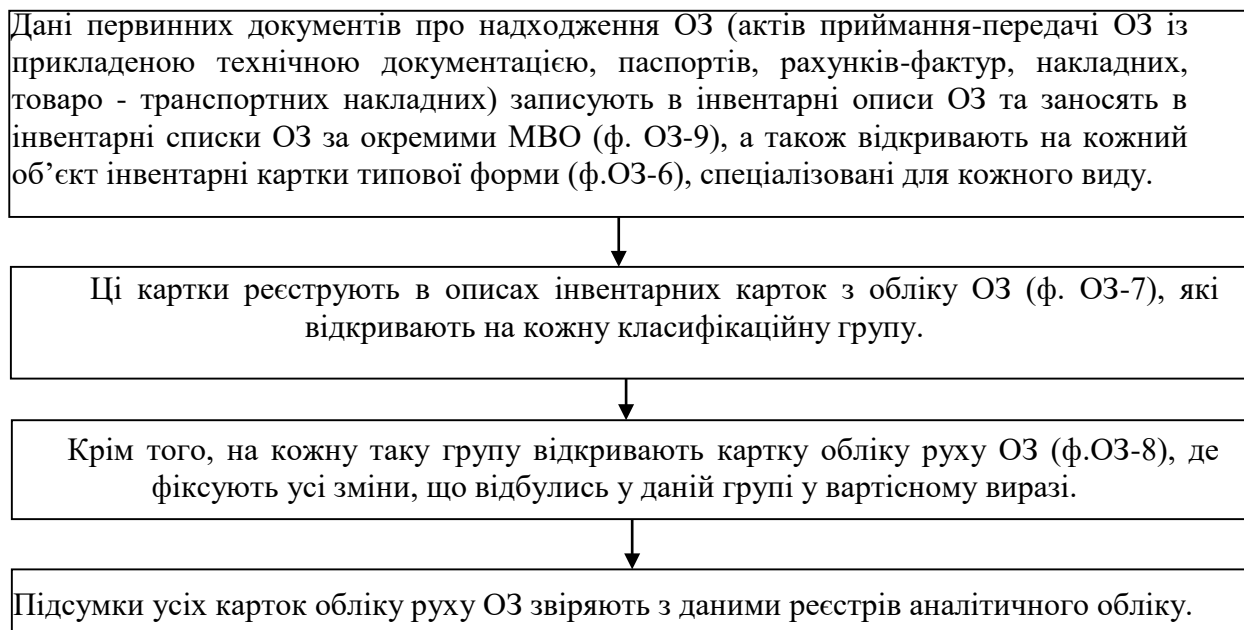 Дані первинних документів про надходження ОЗ (актів приймання-передачі ОЗ із
прикладеною технічною документацією, паспортів, рахунків-фактур, накладних,
товаро - транспортних накладних) записують в інвентарні описи ОЗ та заносять в
інвентарні списки ОЗ за окремими МВО (ф. ОЗ-9), а також відкривають на кожний
об’єкт інвентарні картки типової форми (ф.ОЗ-6), спеціалізовані для кожного виду.
Ці картки реєструють в описах інвентарних карток з обліку ОЗ (ф. ОЗ-7), які
відкривають на кожну класифікаційну групу.
Крім того, на кожну таку групу відкривають картку обліку руху ОЗ (ф.ОЗ-8), де
фіксують усі зміни, що відбулись у даній групі у вартісному виразі.
Підсумки усіх карток обліку руху ОЗ звіряють з даними реєстрів аналітичного обліку.